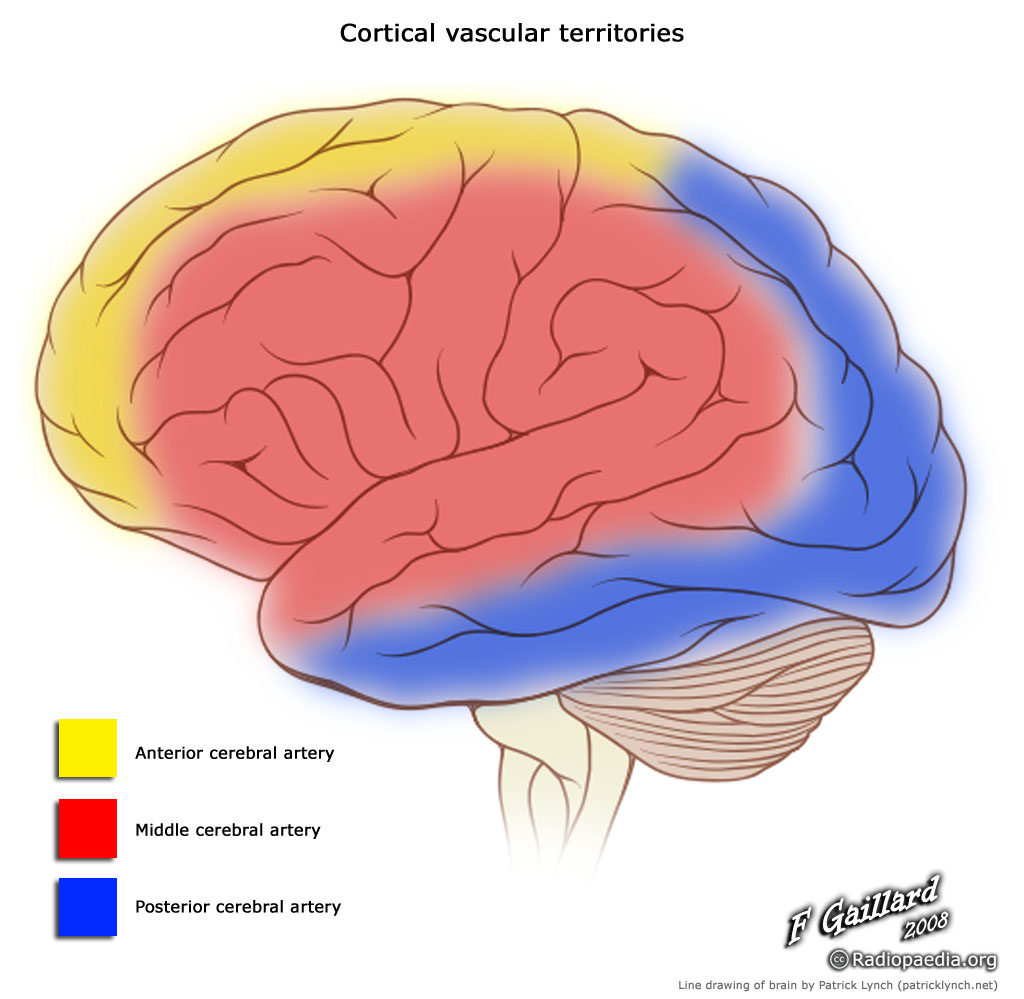 Cortical vascular territories
Anterior cerebral artery
Middle cerebral artery
Posterior cerebral artery
F Gaillard
2008
cc Radiopaedia.org
Line drawing of brain by Patrick Lynch (patricklynch.net)